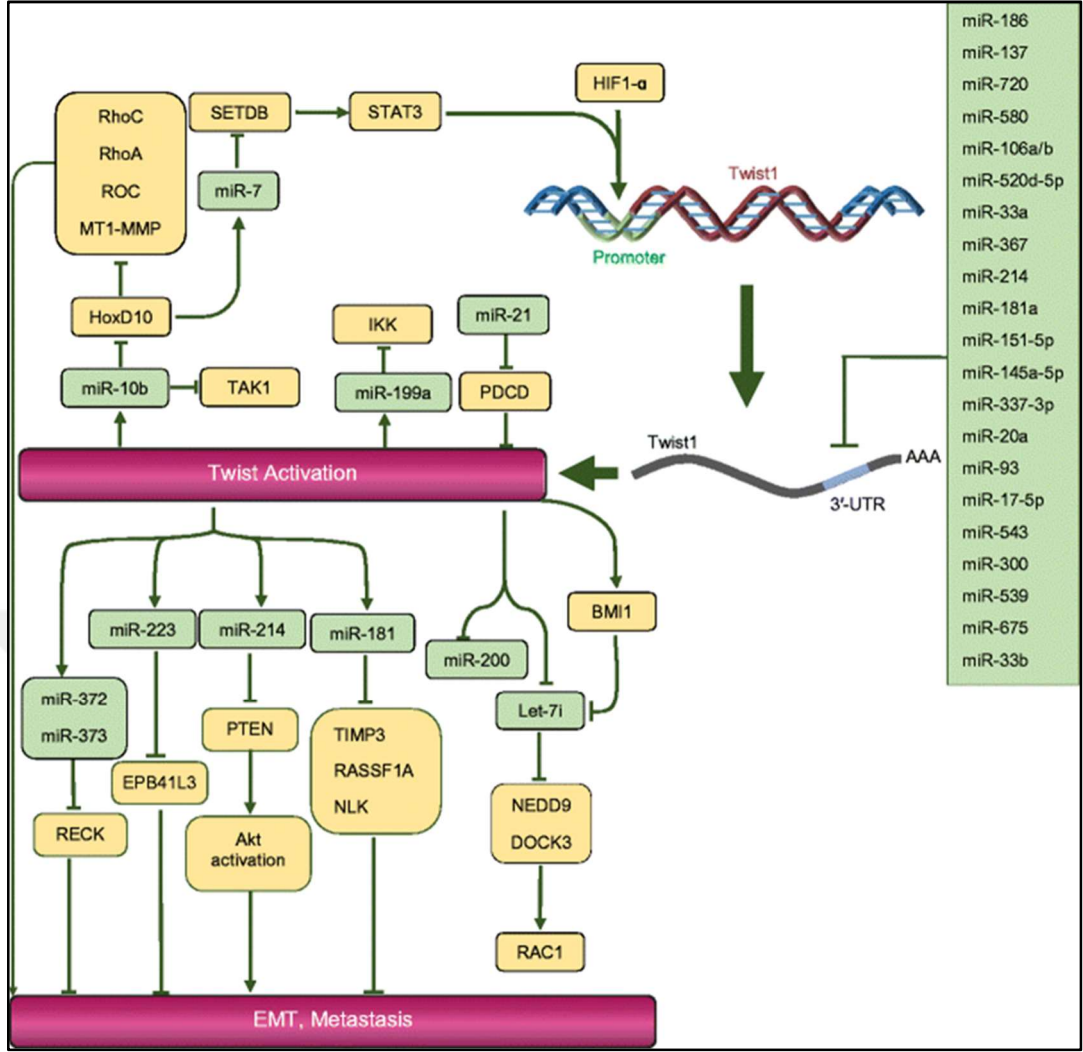 miR-186
miR-137
miR-720
miR-580
miR-106a/b
miR-520d-5p
miR-33a
miR-367
miR-214
miR-181a
miR-151-5p
miR-145a-5p
miR-337-3p
miR-20a
miR-93
miR-17-5p
miR-543
miR-300
miR-539
miR-675
miR-33b
HIF1-α
RhoC
RhoA
ROC
MT1-MMP
SETDB
STAT3
miR-7
Twist1
Promoter
HoxD10
IKK
miR-21
miR-10b
TAK1
miR-199a
PDCD
Twist Activation
Twist1
AAA
3'-UTR
miR-223
miR-214
miR-181
miR-200
BMI1
miR-372
miR-373
Let-7i
EPB41L3
PTEN
TIMP3
RASSF1A
NLK
RECK
Akt
activation
NEDD9
DOCK3
RAC1
EMT, Metastasis